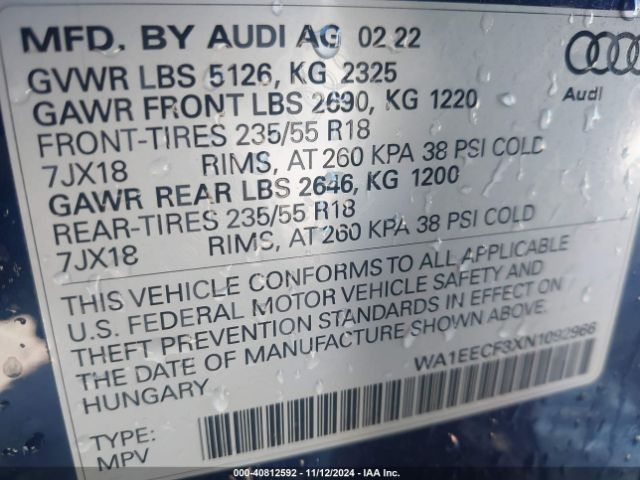 MFD. BY AUDI AG 02 22
GVWR LBS 5126, KG 2325
GAWR FRONT LBS 2690, KG 1220
FRONT-TIRES 235/55 R18
7JX18 RIMS, AT 260 KPA 38 PSI COLD
GAWR REAR LBS 2646, KG 1200
REAR-TIRES 235/55 R18
7JX18 RIMS, AT 260 KPA 38 PSI COLD
Audi
THIS VEHICLE CONFORMS TO ALL APPLICABLE
U.S. FEDERAL MOTOR VEHICLE SAFETY AND
THEFT PREVENTION STANDARDS IN EFFECT ON
THE DATE OF MANUFACTURE SHOWN ABOVE.
HUNGARY
WA1EECF3XN1092966
TYPE:
MPV
000-40812592 - 11/12/2024 - IAA Inc.